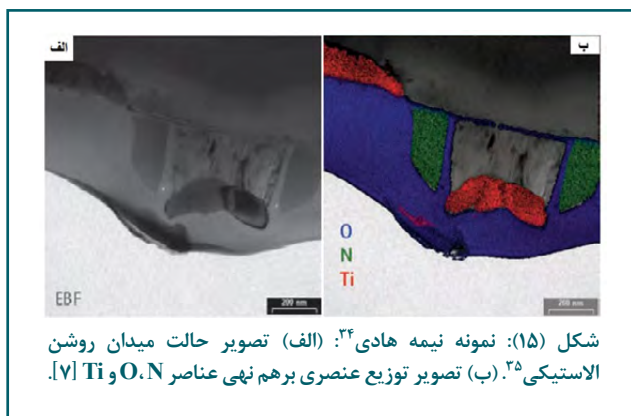 الف
ب
O
N
Ti
EBF
200 nm
200 nm
شکل (۱۵): نمونه نیمه هادی۳۴: (الف) تصویر حالت میدان روشن
الاستیکی۳۵. (ب) تصویر توزیع عنصری برهم نهی عناصر O، N و Ti [۷].